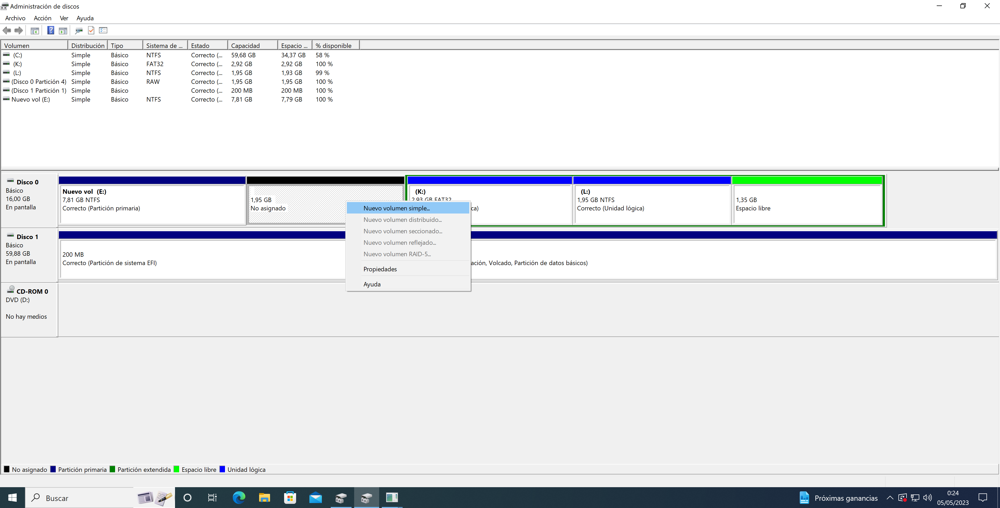 Administración de discos
Archivo Acción Ver Ayuda
Volumen Distribución Tipo Sistema de ... Estado Capacidad Espacio ... % disponible
(C:) Simple Básico NTFS Correcto (... 59,68 GB 34,37 GB 58 %
(K:) Simple Básico FAT32 Correcto (... 2,92 GB 2,92 GB 100 %
(L:) Simple Básico NTFS Correcto (... 1,95 GB 1,93 GB 99 %
(Disco 0 Partición 4) Simple Básico RAW Correcto (... 1,95 GB 1,95 GB 100 %
(Disco 1 Partición 1) Simple Básico Correcto (... 200 MB 200 MB 100 %
Nuevo vol (E:) Simple Básico NTFS Correcto (... 7,81 GB 7,79 GB 100 %
Disco 0
Básico
16,00 GB
En pantalla
Nuevo vol (E:)
7,81 GB NTFS
Correcto (Partición primaria)
1,95 GB
No asignado
(K:)
2,93 GB FAT32
ca)
(L:)
1,95 GB NTFS
Correcto (Unidad lógica)
1,35 GB
Espacio libre
Nuevo volumen simple...
Nuevo volumen distribuido...
Nuevo volumen seccionado...
Nuevo volumen reflejado...
Nuevo volumen RAID-5...
Propiedades
Ayuda
Disco 1
Básico
59,88 GB
En pantalla
200 MB
Correcto (Partición de sistema EFI)
ación, Volcado, Partición de datos básicos)
CD-ROM 0
DVD (D:)
No hay medios
No asignado Partición primaria Partición extendida Espacio libre Unidad lógica
Buscar
Próximas ganancias
0:24
05/05/2023